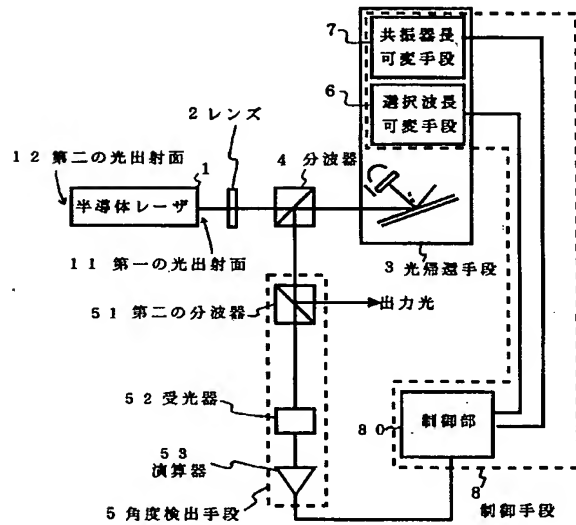 7
共振器長
可変手段
6
選択波長
可変手段
2 レンズ
4 分波器
12 第二の光出射面
1
半導体レーザ
11 第一の光出射面
3 光帰還手段
51 第二の分波器
出力光
52 受光器
80
制御部
53
演算器
5 角度検出手段
8
制御手段